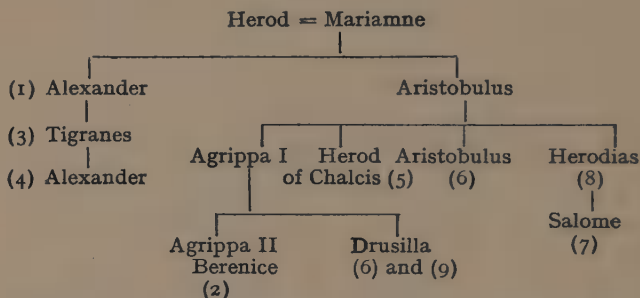 Herod = Mariamne
(1) Alexander Aristobulus
(3) Tigranes
(4) Alexander
Agrippa I Herod Aristobulus Herodias
of Chalcis (5) (6) (8)
Salome
(7)
Agrippa II Drusilla
Berenice (6) and (9)
(2)